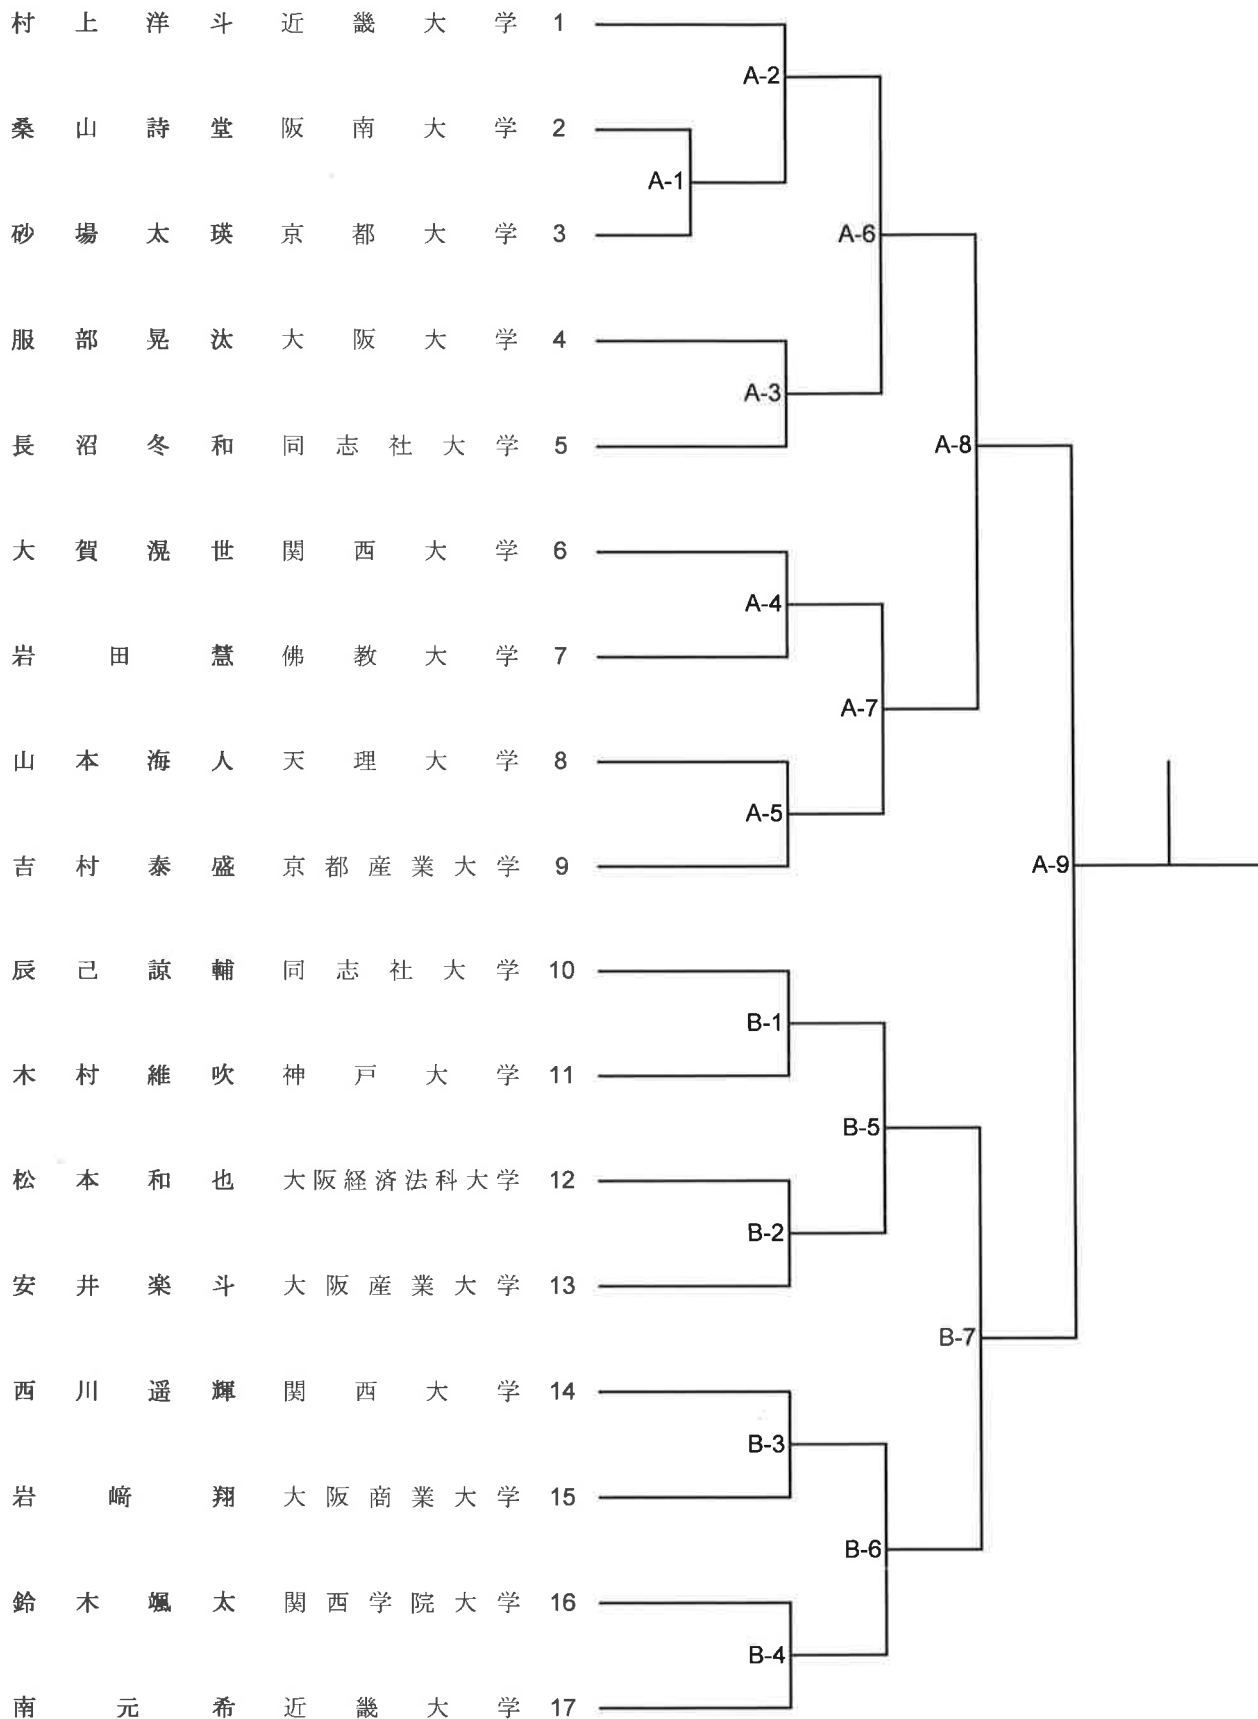 村上洋斗 近畿大学 1
A-2
桑山詩堂 阪南大学 2
A-1
砂場太瑛 京都大学 3
A-6
服部晃汰 大阪大学 4
A-3
長沼冬和 同志社大学 5
A-8
大賀滉世 関西大学 6
A-4
岩田慧 佛教大学 7
A-7
山本海人 天理大学 8
A-5
吉村泰盛 京都産業大学 9
A-9
辰己諒輔 同志社大学 10
B-1
木村維吹 神戸大学 11
B-5
松本和也 大阪経済法科大学 12
B-2
安井楽斗 大阪産業大学 13
B-7
西川遥輝 関西大学 14
B-3
岩﨑翔 大阪商業大学 15
B-6
鈴木颯太 関西学院大学 16
B-4
南元希 近畿大学 17